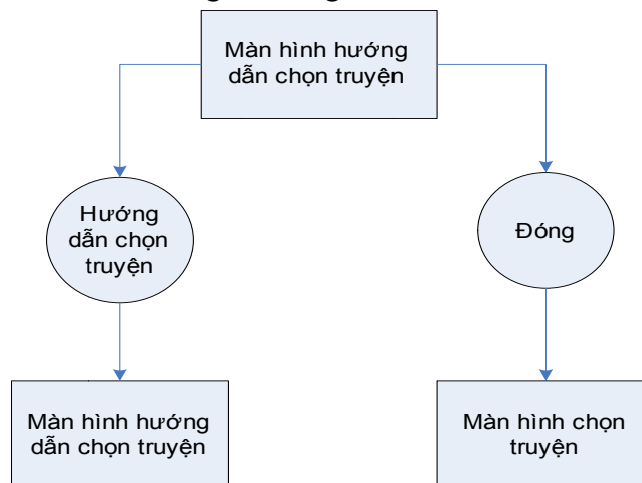 Màn hình hướng
dẫn chọn truyện
Hướng
dẫn chọn
truyện
Đóng
Màn hình hướng
dẫn chọn truyện
Màn hình chọn
truyện